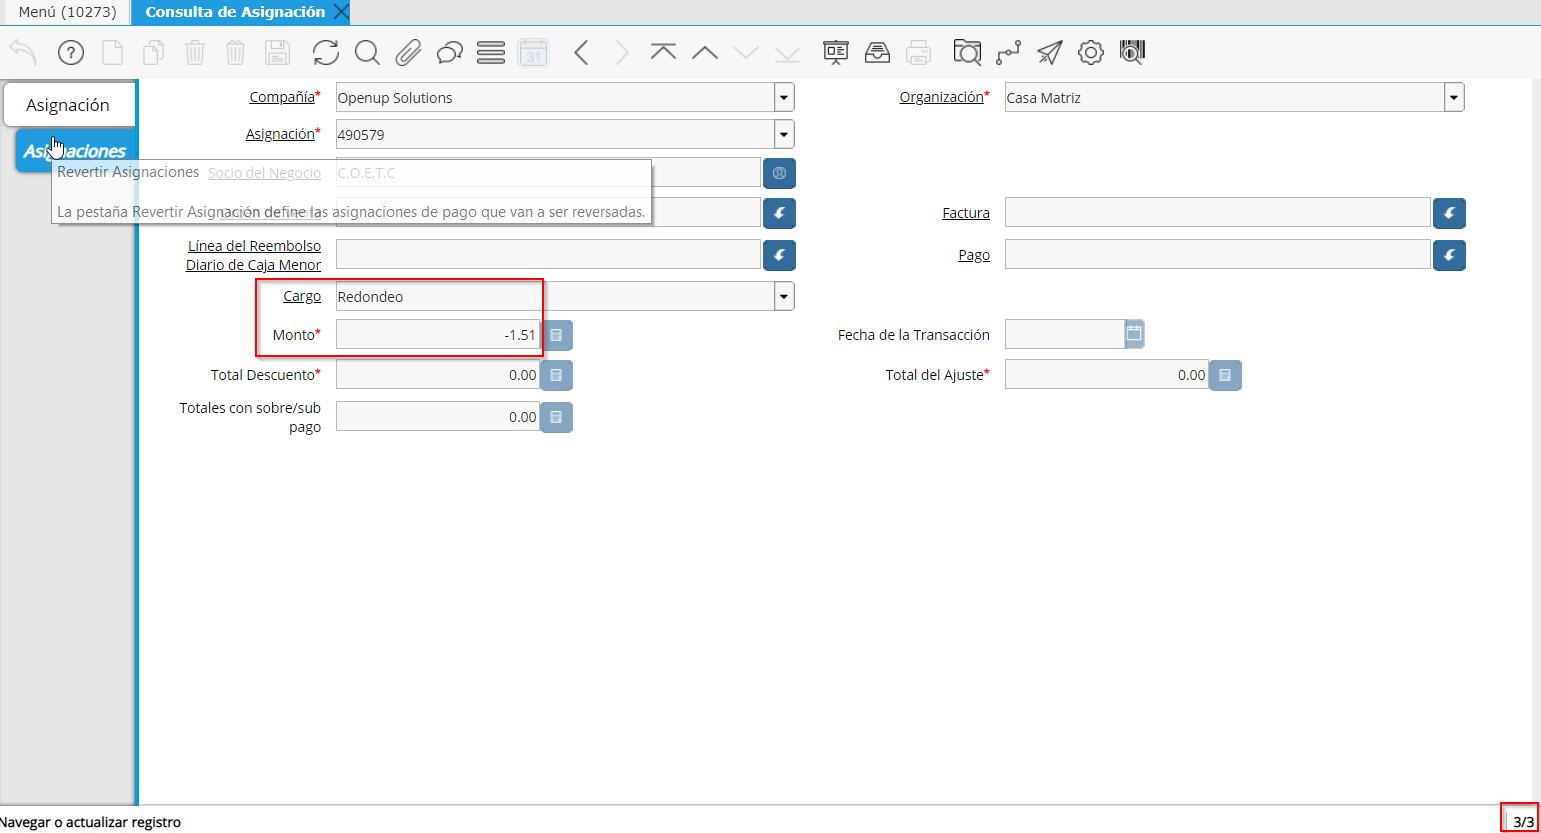 Menú (10273)
Consulta de Asignación
31
Asignación
Asignaciones
Compañía* Openup Solutions
Organización* Casa Matriz
Asignación* 490579
Revertir Asignaciones
Socio del Negocio C.O.E.T.C
La pestaña Revertir Asignación define las asignaciones de pago que van a ser reversadas.
Factura
Línea del Reembolso
Diario de Caja Menor
Pago
Cargo Redondeo
Monto* -1.51
Fecha de la Transacción
Total Descuento* 0.00
Total del Ajuste* 0.00
Totales con sobre/sub
pago
0.00
Navegar o actualizar registro
3/3